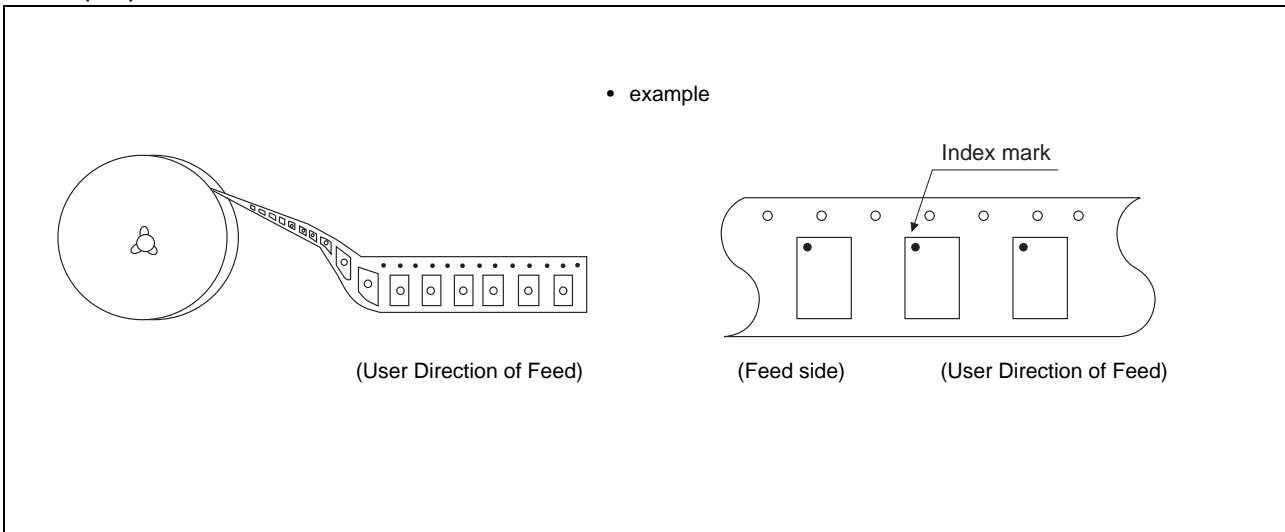 • example
Index mark
(User Direction of Feed)
(Feed side)
(User Direction of Feed)